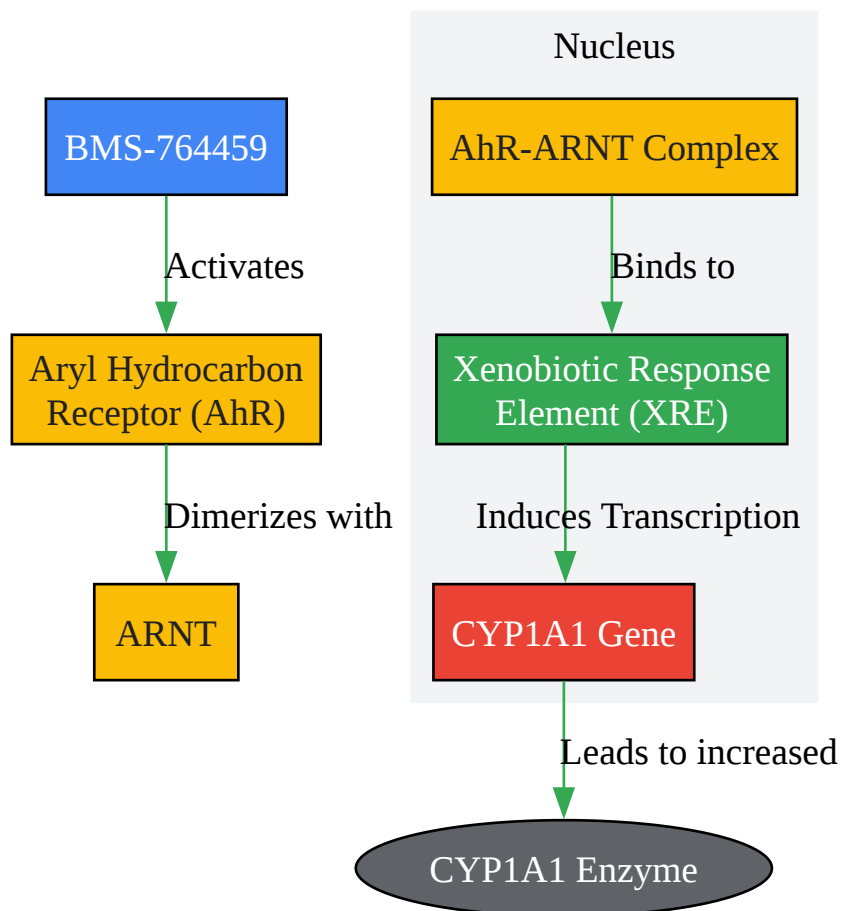 Nucleus
BMS-764459
AhR-ARNT Complex
Activates
Binds to
Aryl Hydrocarbon
Receptor (AhR)
Xenobiotic Response
Element (XRE)
Dimerizes with
Induces Transcription
ARNT
CYP1A1 Gene
Leads to increased
CYP1A1 Enzyme